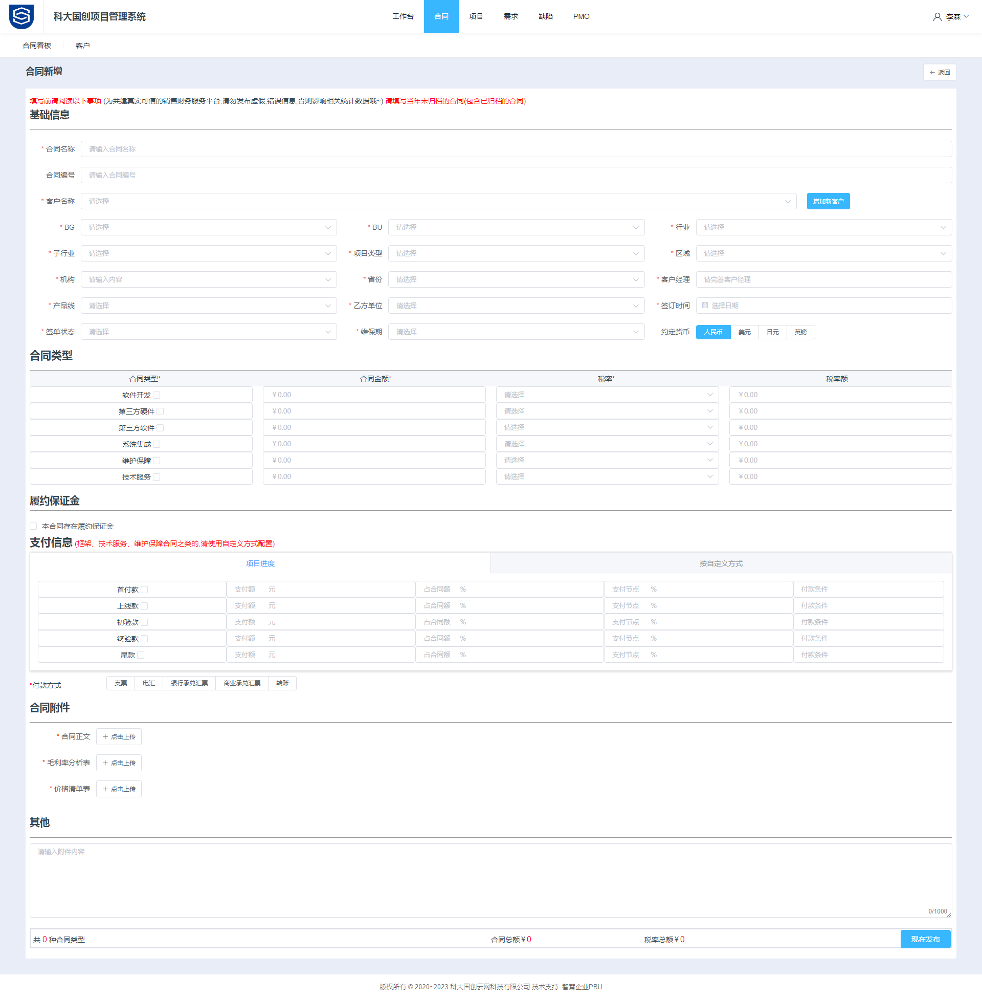 科大国创项目管理系统 工作台 合同 项目 需求 缺陷 PMO 李森
合同看板 客户
合同新增 返回
填写前请阅读以下事项 (为共建真实可信的销售财务服务平台,请勿发布虚假,错误信息,否则影响相关统计数据哦~) 请填写当年未归档的合同(包含已归档的合同)
基础信息
* 合同名称 请输入合同名称
合同编号 请输入合同编号
* 客户名称 请选择 增加新客户
* BG 请选择 * BU 请选择 * 行业 请选择
* 子行业 请选择 * 项目类型 请选择 * 区域 请选择
* 机构 请输入内容 * 省份 请选择 * 客户经理 请完善客户经理
* 产品线 请选择 * 乙方单位 请选择 * 签订时间 选择日期
* 签单状态 请选择 * 维保期 请选择 约定货币 人民币 美元 日元 英镑
合同类型
合同类型* 合同金额* 税率* 税率额
软件开发 ¥0.00 请选择 ¥0.00
第三方硬件 ¥0.00 请选择 ¥0.00
第三方软件 ¥0.00 请选择 ¥0.00
系统集成 ¥0.00 请选择 ¥0.00
维护保障 ¥0.00 请选择 ¥0.00
技术服务 ¥0.00 请选择 ¥0.00
履约保证金
本合同存在履约保证金
支付信息 (框架、技术服务、维护保障合同之类的,请使用自定义方式配置)
项目进度 按自定义方式
首付款 支付额 元 占合同额 % 支付节点 % 付款条件
上线款 支付额 元 占合同额 % 支付节点 % 付款条件
初验款 支付额 元 占合同额 % 支付节点 % 付款条件
终验款 支付额 元 占合同额 % 支付节点 % 付款条件
尾款 支付额 元 占合同额 % 支付节点 % 付款条件
*付款方式 支票 电汇 银行承兑汇票 商业承兑汇票 转账
合同附件
* 合同正文 点击上传
* 毛利率分析表 点击上传
* 价格清单表 点击上传
其他
请输入附件内容
0/1000
共 0 种合同类型 合同总额¥0 税率总额¥0 现在发布
版权所有 © 2020~2023 科大国创云网科技有限公司 技术支持: 智慧企业PBU